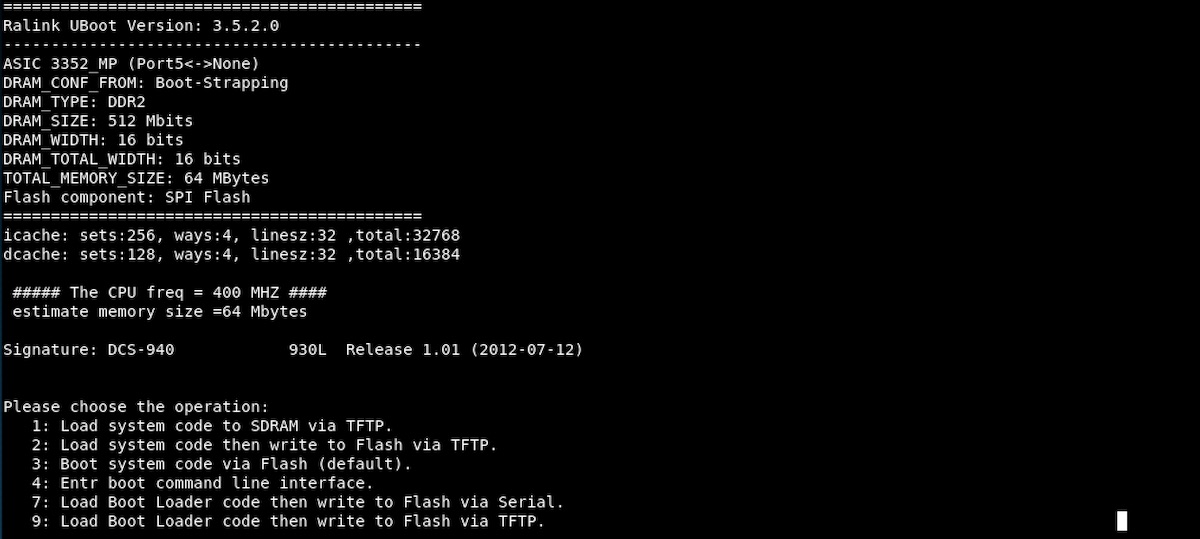 ============================================
Ralink UBoot Version: 3.5.2.0
--------------------------------------------
ASIC 3352_MP (Port5<->None)
DRAM_CONF_FROM: Boot-Strapping
DRAM_TYPE: DDR2
DRAM_SIZE: 512 Mbits
DRAM_WIDTH: 16 bits
DRAM_TOTAL_WIDTH: 16 bits
TOTAL_MEMORY_SIZE: 64 MBytes
Flash component: SPI Flash
============================================
icache: sets:256, ways:4, linesz:32 ,total:32768
dcache: sets:128, ways:4, linesz:32 ,total:16384
##### The CPU freq = 400 MHZ ####
estimate memory size =64 Mbytes
Signature: DCS-940            930L  Release 1.01 (2012-07-12)
Please choose the operation:
   1: Load system code to SDRAM via TFTP.
   2: Load system code then write to Flash via TFTP.
   3: Boot system code via Flash (default).
   4: Entr boot command line interface.
   7: Load Boot Loader code then write to Flash via Serial.
   9: Load Boot Loader code then write to Flash via TFTP.